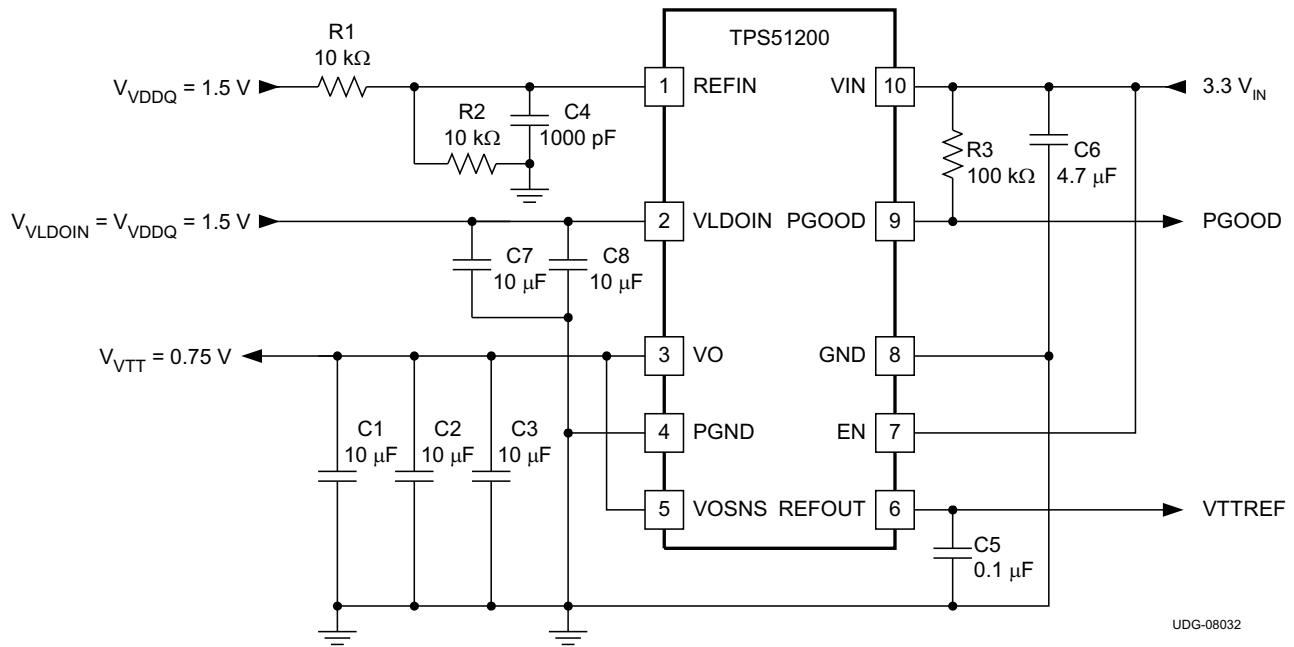 TPS51200
R1
10 kΩ
V_VDDQ = 1.5 V
1 REFIN
VIN 10
3.3 V_IN
R2
10 kΩ
C4
1000 pF
R3
100 kΩ
C6
4.7 µF
V_VLDOIN = V_VDDQ = 1.5 V
2 VLDOIN
PGOOD 9
PGOOD
C7
10 µF
C8
10 µF
V_VTT = 0.75 V
3 VO
GND 8
C1
10 µF
C2
10 µF
C3
10 µF
4 PGND
EN 7
5 VOSNS
REFOUT 6
VTTREF
C5
0.1 µF
UDG-08032